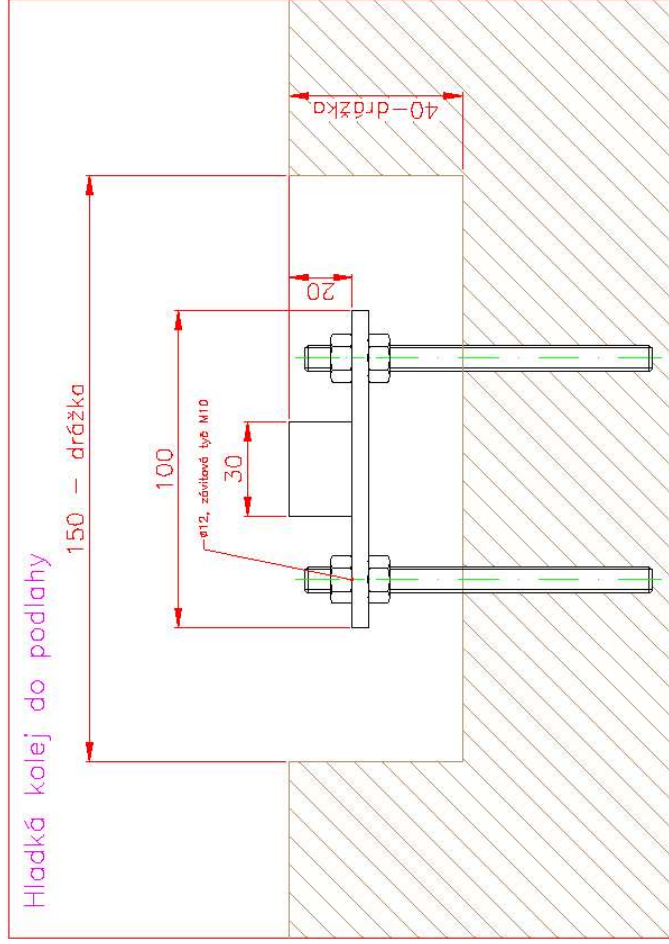 Hladká kolej do podlahy
150 - drážka
100
ø12, závitová tyč M10
30
20
40-drážka